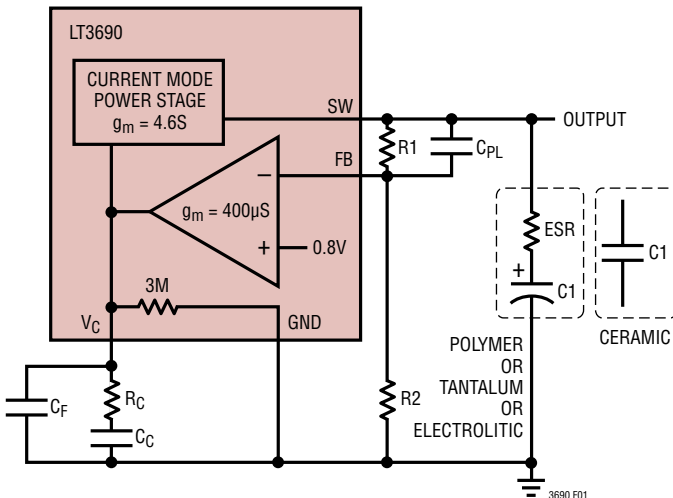 LT3690
CURRENT MODE
POWER STAGE
gm = 4.6S
SW
OUTPUT
R1
CPL
FB
–
gm = 400µS
+
0.8V
ESR
+
C1
C1
3M
VC
GND
CERAMIC
POLYMER
OR
TANTALUM
OR
ELECTROLITIC
CF
RC
CC
R2
3690 F01